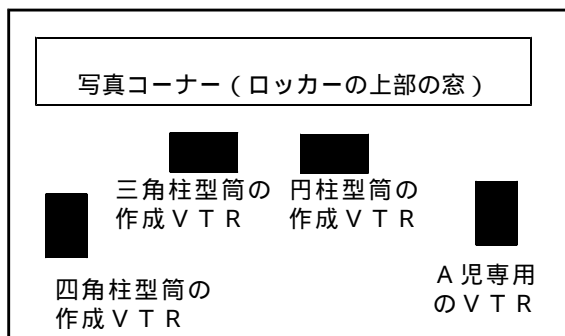 写真コーナー（ロッカーの上部の窓）
三角柱型筒の
作成ＶＴＲ
円柱型筒の
作成ＶＴＲ
四角柱型筒の
作成ＶＴＲ
Ａ児専用
のＶＴＲ